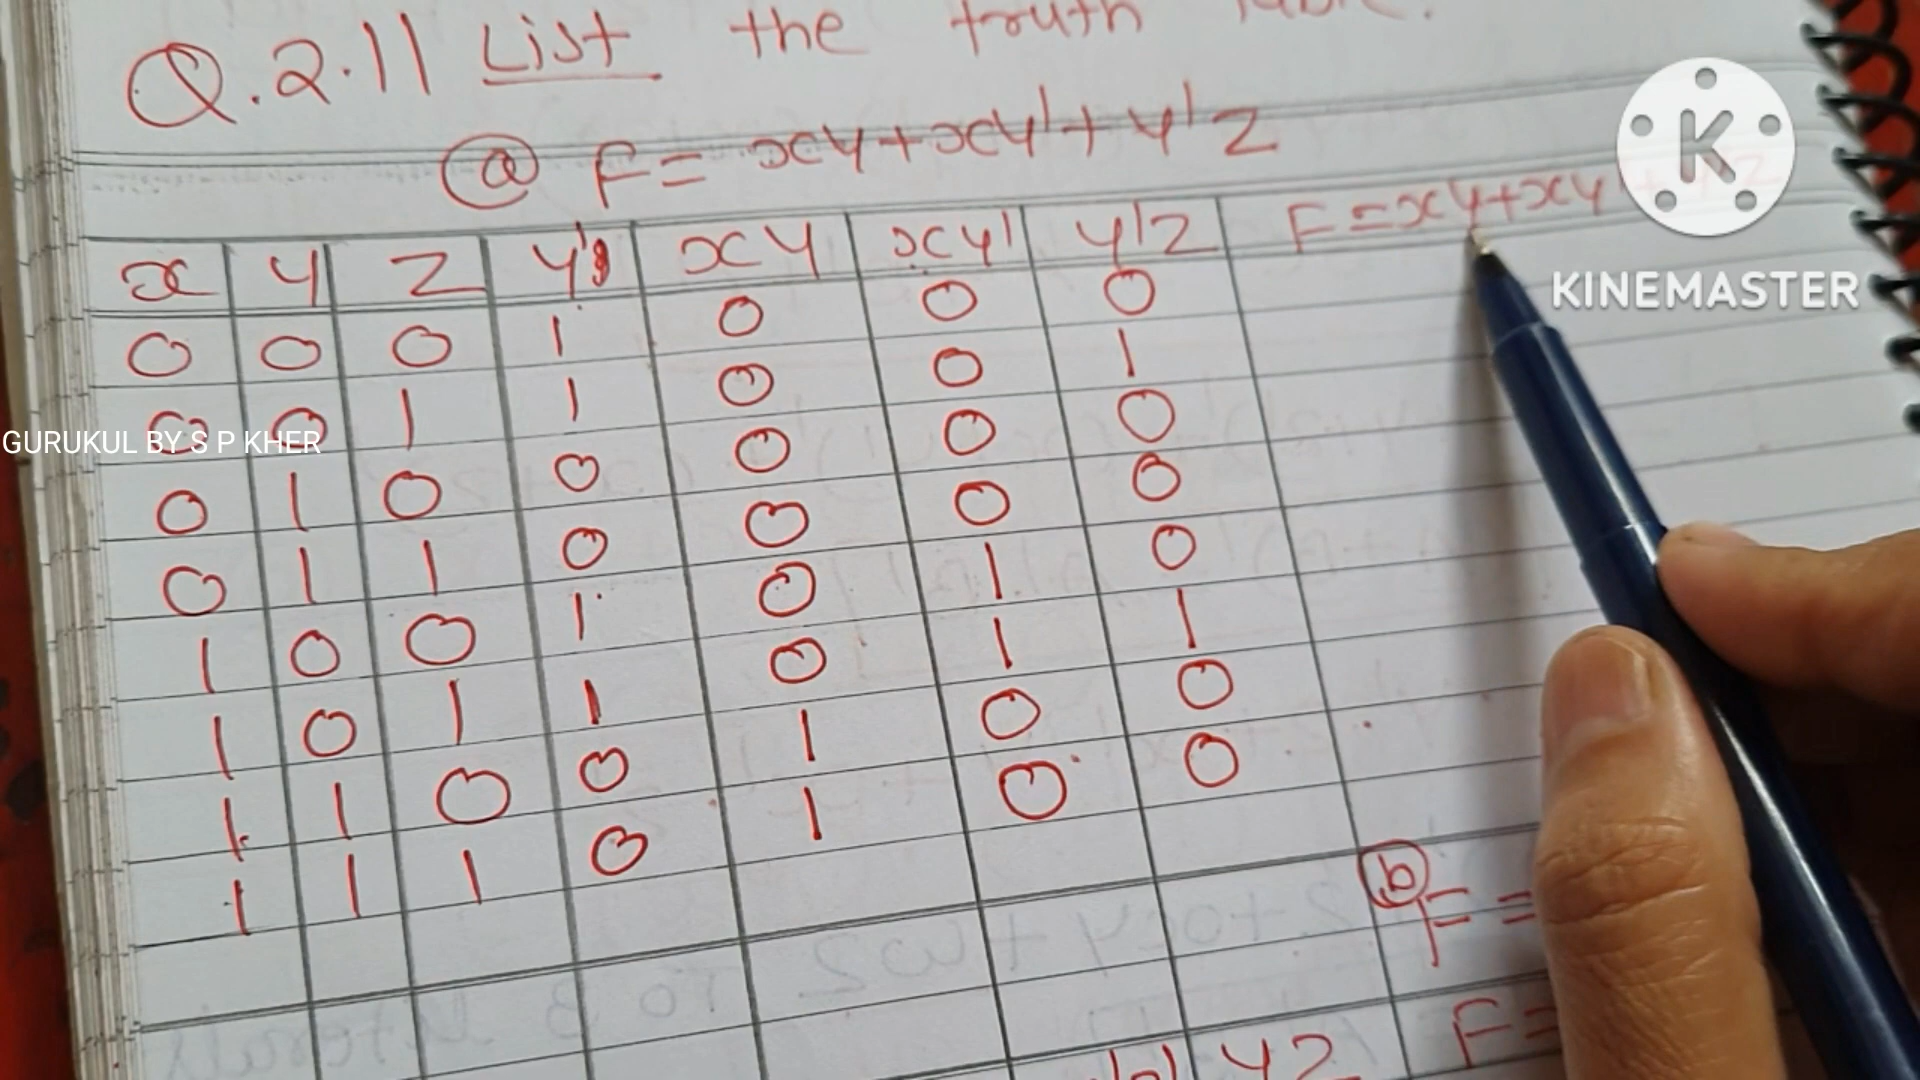 Q.2.11 List the truth
ⓐ F = xy + xy' + y'z
x y z y' xy xy' y'z F = xy + xy'
0 0 0 1 0 0 0
0 0 1 1 0 0 1
0 1 0 0 0 0 0
0 1 1 0 0 0 0
1 0 0 1 0 1 0
1 0 1 1 0 1 1
1 1 0 0 1 0 0
1 1 1 0 1 0 0
ⓑ F =
F =
yz
K
KINEMASTER
GURUKUL BY S P KHER